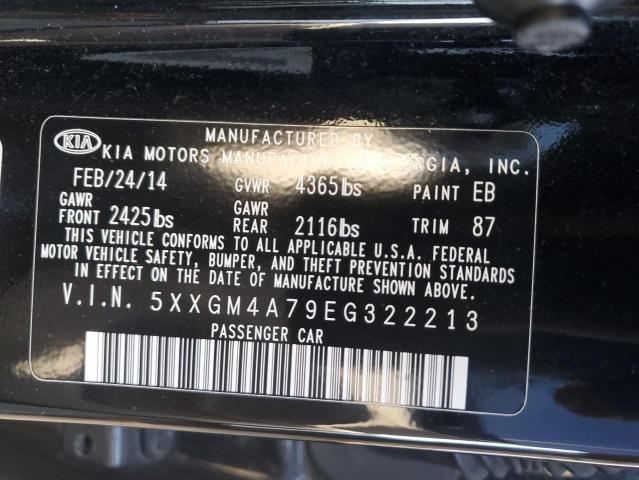 MANUFACTURED BY
KIA KIA MOTORS MANUFACTURING GEORGIA, INC.
FEB/24/14 GVWR 4365lbs PAINT EB
GAWR FRONT 2425lbs GAWR REAR 2116lbs TRIM 87
THIS VEHICLE CONFORMS TO ALL APPLICABLE U.S.A. FEDERAL
MOTOR VEHICLE SAFETY, BUMPER, AND THEFT PREVENTION STANDARDS
IN EFFECT ON THE DATE OF MANUFACTURE SHOWN ABOVE.
V.I.N. 5XXGM4A79EG322213
PASSENGER CAR